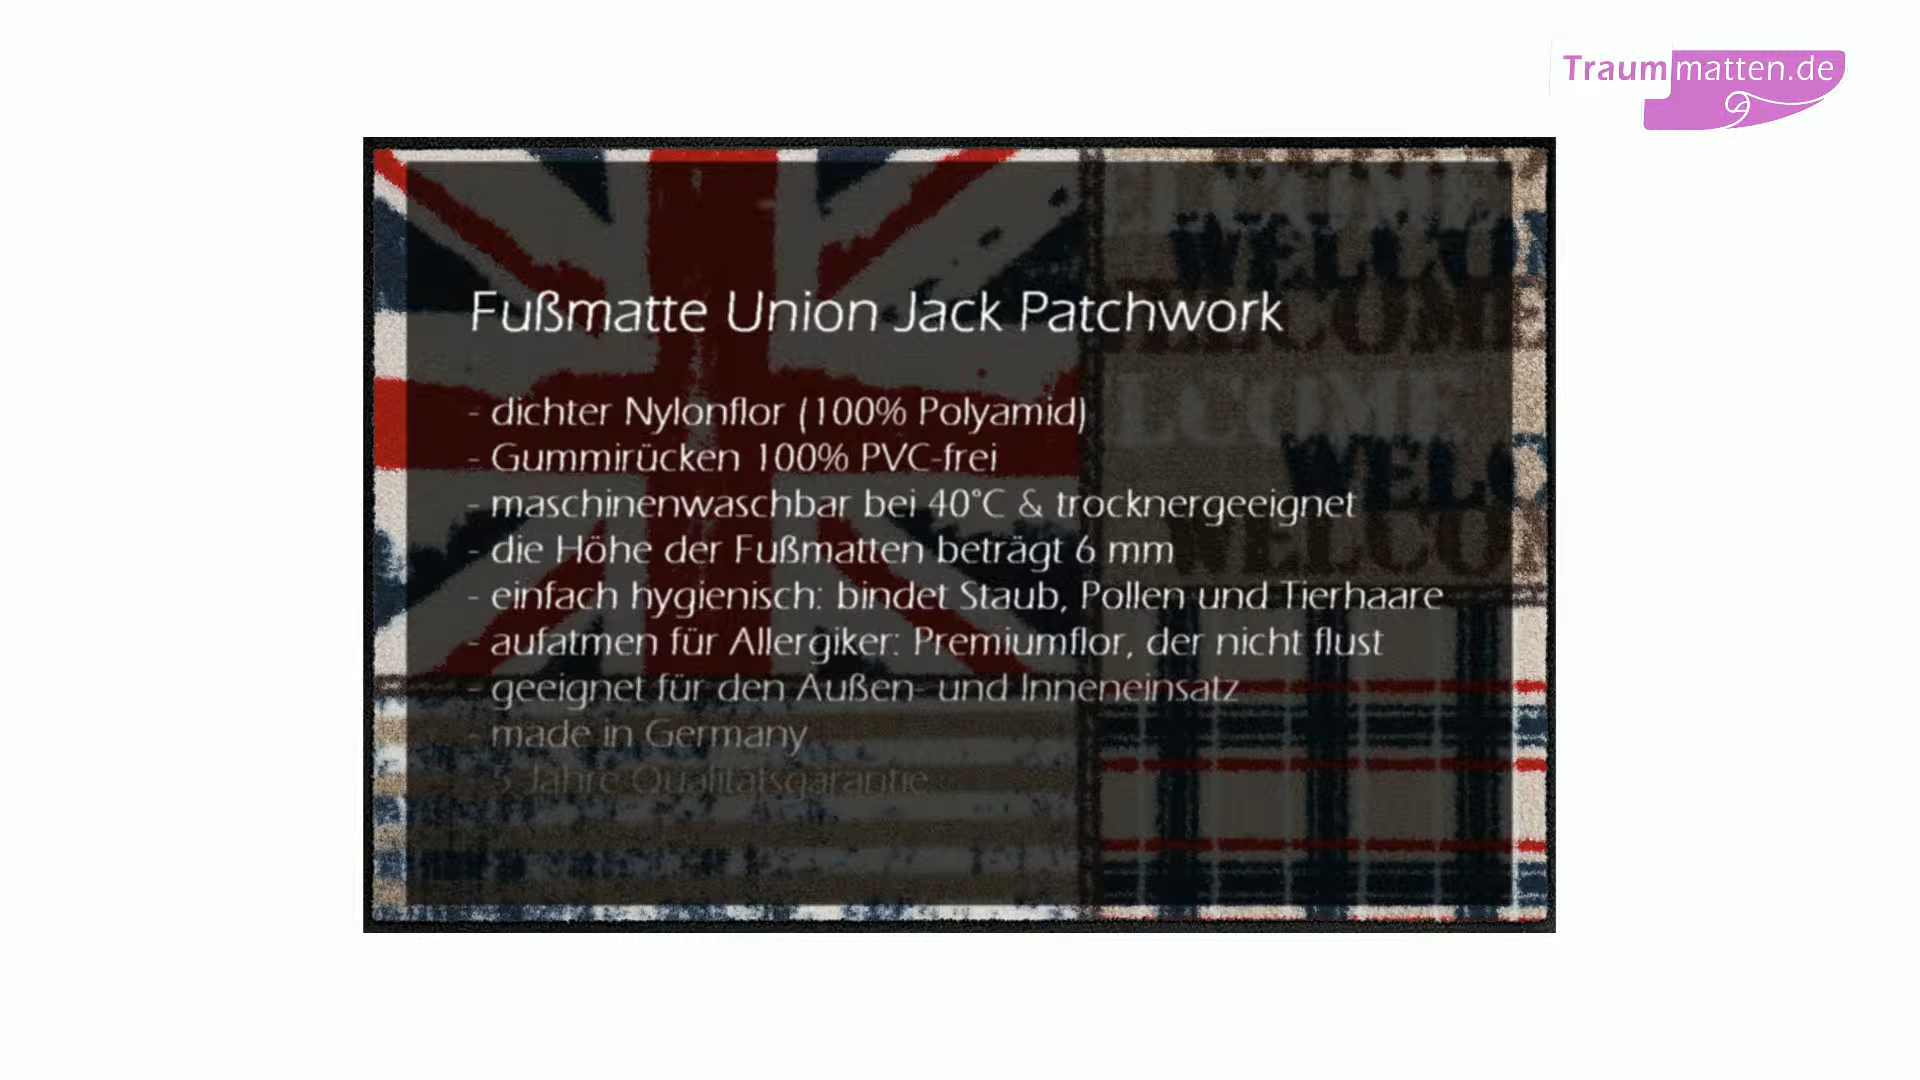 Traummatten.de
Fußmatte Union Jack Patchwork
- dichter Nylonflor (100% Polyamid)
- Gummirücken 100% PVC-frei
- maschinenwaschbar bei 40°C & trocknergeeignet
- die Höhe der Fußmatten beträgt 6 mm
- einfach hygienisch: bindet Staub, Pollen und Tierhaare
- aufatmen für Allergiker: Premiumflor, der nicht flust
- geeignet für den Außen- und Inneneinsatz
- made in Germany
5 Jahre Qualitätsgarantie